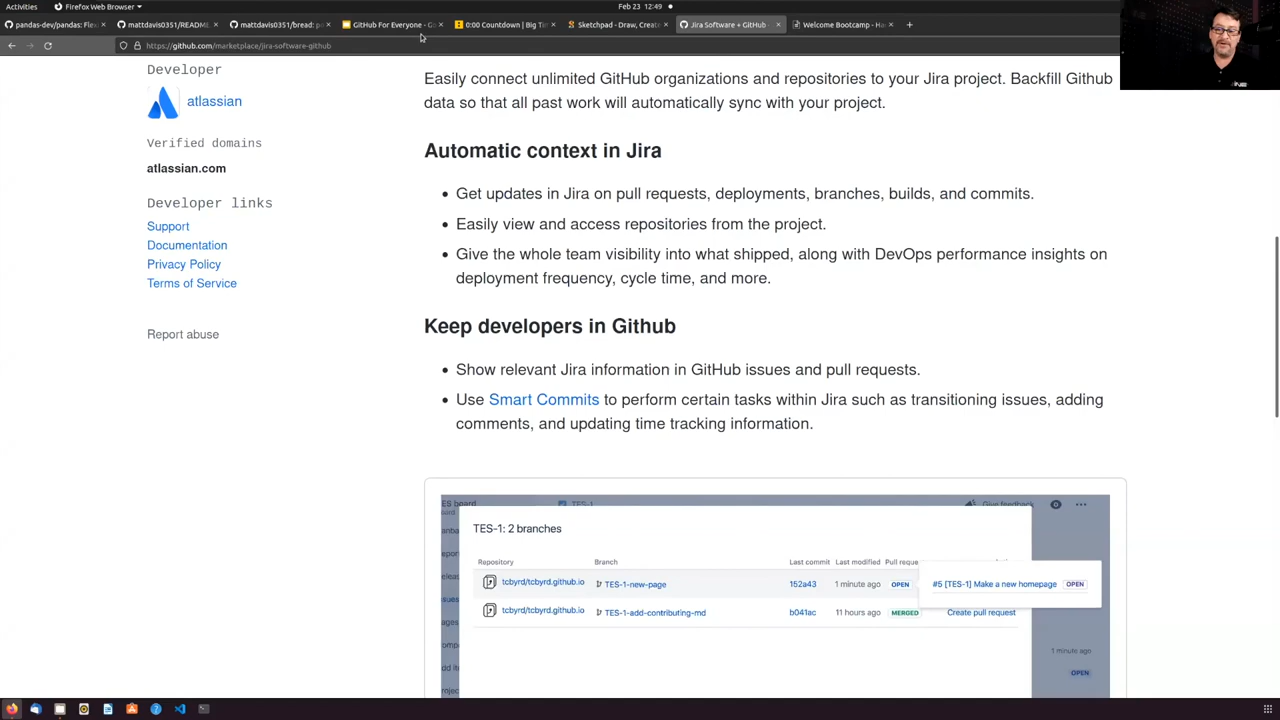 Activities
Firefox Web Browser
Feb 23 12:49
pandas-dev/pandas: Flex
mattdavis0351/README
mattdavis0351/bread: p
GitHub For Everyone - G
0:00 Countdown | Big Ti
Sketchpad - Draw, Create
Jira Software + GitHub
Welcome Bootcamp - Ha
https://github.com/marketplace/jira-software-github
Developer
atlassian
Verified domains
atlassian.com
Developer links
Support
Documentation
Privacy Policy
Terms of Service
Report abuse
Easily connect unlimited GitHub organizations and repositories to your Jira project. Backfill Github
data so that all past work will automatically sync with your project.
Automatic context in Jira
Get updates in Jira on pull requests, deployments, branches, builds, and commits.
Easily view and access repositories from the project.
Give the whole team visibility into what shipped, along with DevOps performance insights on
deployment frequency, cycle time, and more.
Keep developers in Github
Show relevant Jira information in GitHub issues and pull requests.
Use Smart Commits to perform certain tasks within Jira such as transitioning issues, adding
comments, and updating time tracking information.
TES-1
Give feedback
TES-1: 2 branches
Repository Branch Last commit Last modified Pull reque
tcbyrd/tcbyrd.github.io TES-1-new-page 152a43 1 minute ago OPEN
#5 [TES-1] Make a new homepage OPEN
tcbyrd/tcbyrd.github.io TES-1-add-contributing-md b041ac 11 hours ago MERGED Create pull request
1 minute ago
OPEN